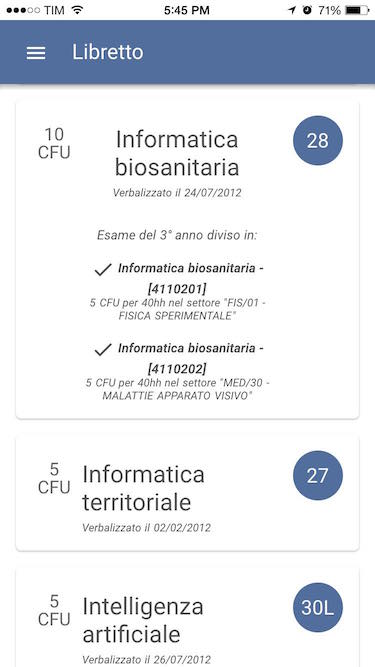 TIM 5:45 PM 71%
Libretto
10
CFU
Informatica
biosanitaria
28
Verbalizzato il 24/07/2012
Esame del 3° anno diviso in:
Informatica biosanitaria -
[4110201]
5 CFU per 40hh nel settore "FIS/01 -
FISICA SPERIMENTALE"
Informatica biosanitaria -
[4110202]
5 CFU per 40hh nel settore "MED/30 -
MALATTIE APPARATO VISIVO"
5
CFU
Informatica
territoriale
27
Verbalizzato il 02/02/2012
5
CFU
Intelligenza
artificiale
30L
Verbalizzato il 26/07/2012